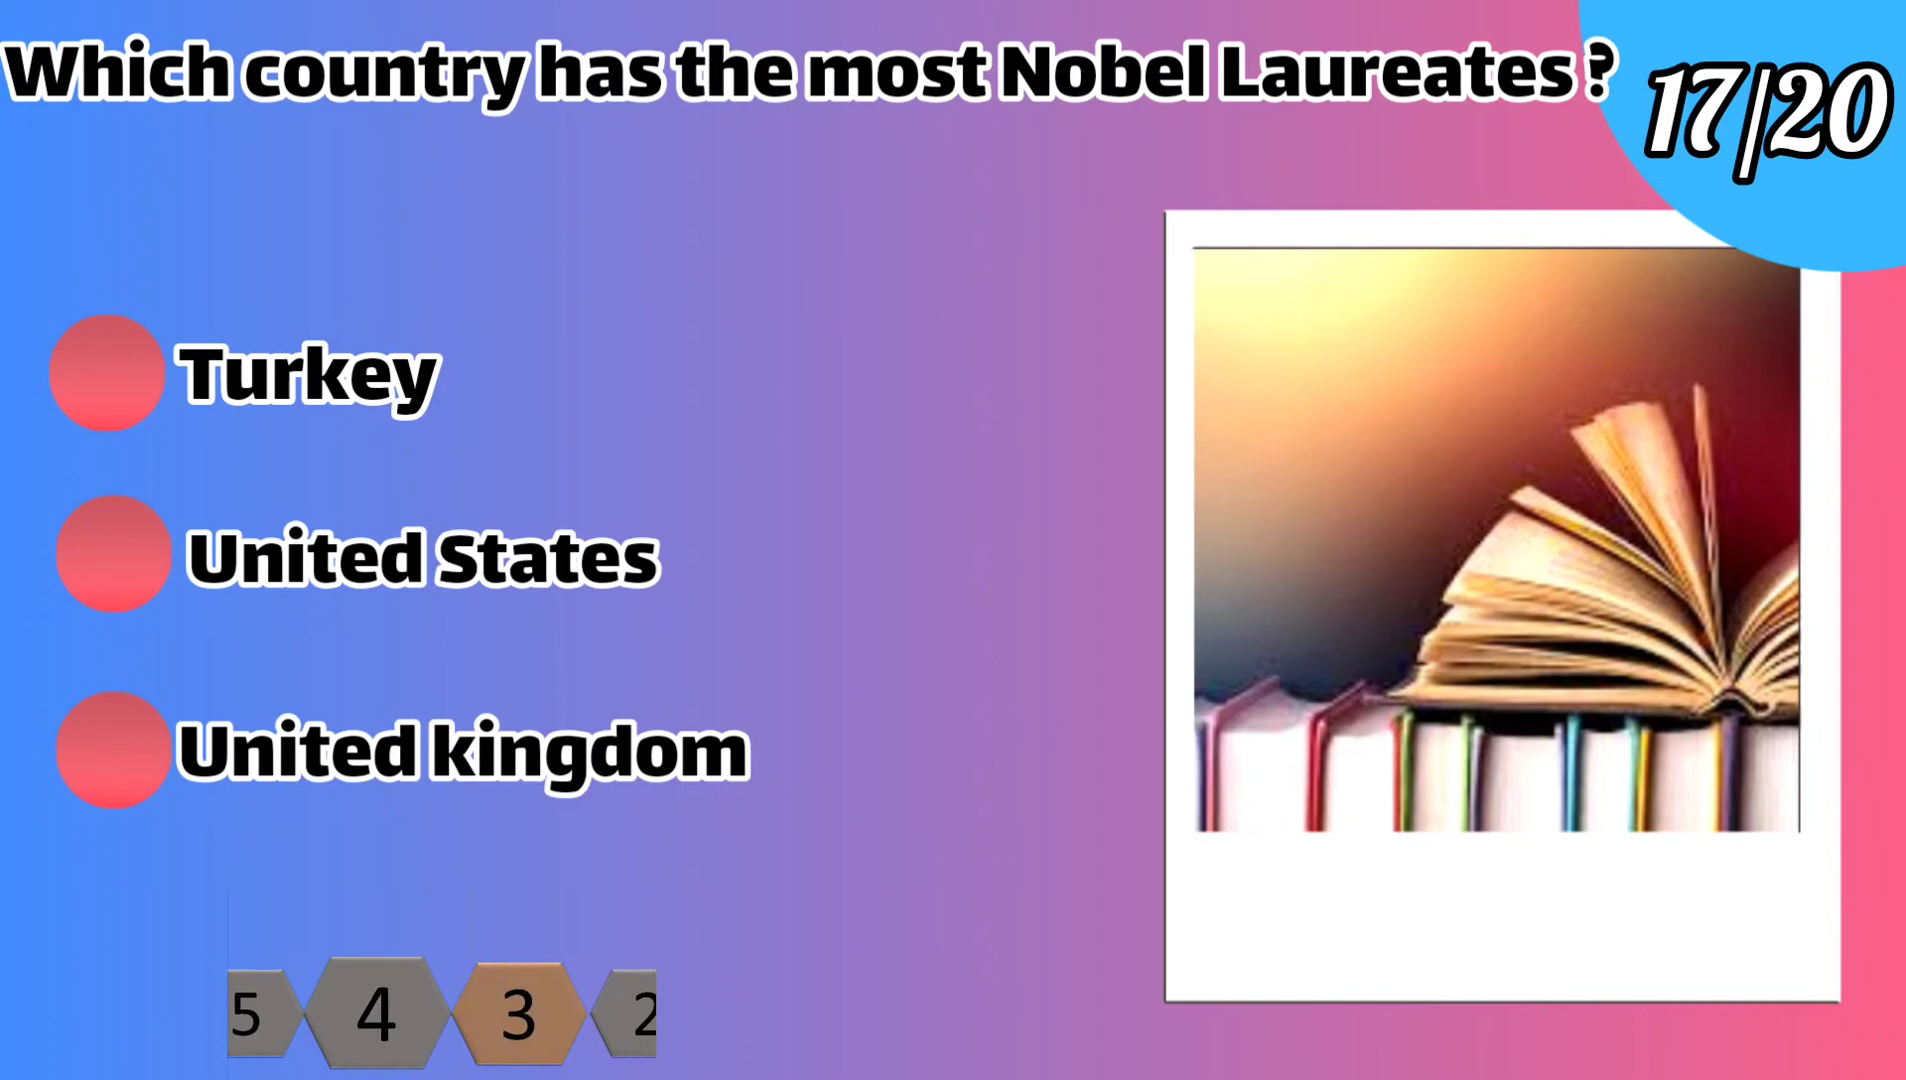 Which country has the most Nobel Laureates ?
17/20
Turkey
United States
United kingdom
5 4 3 2